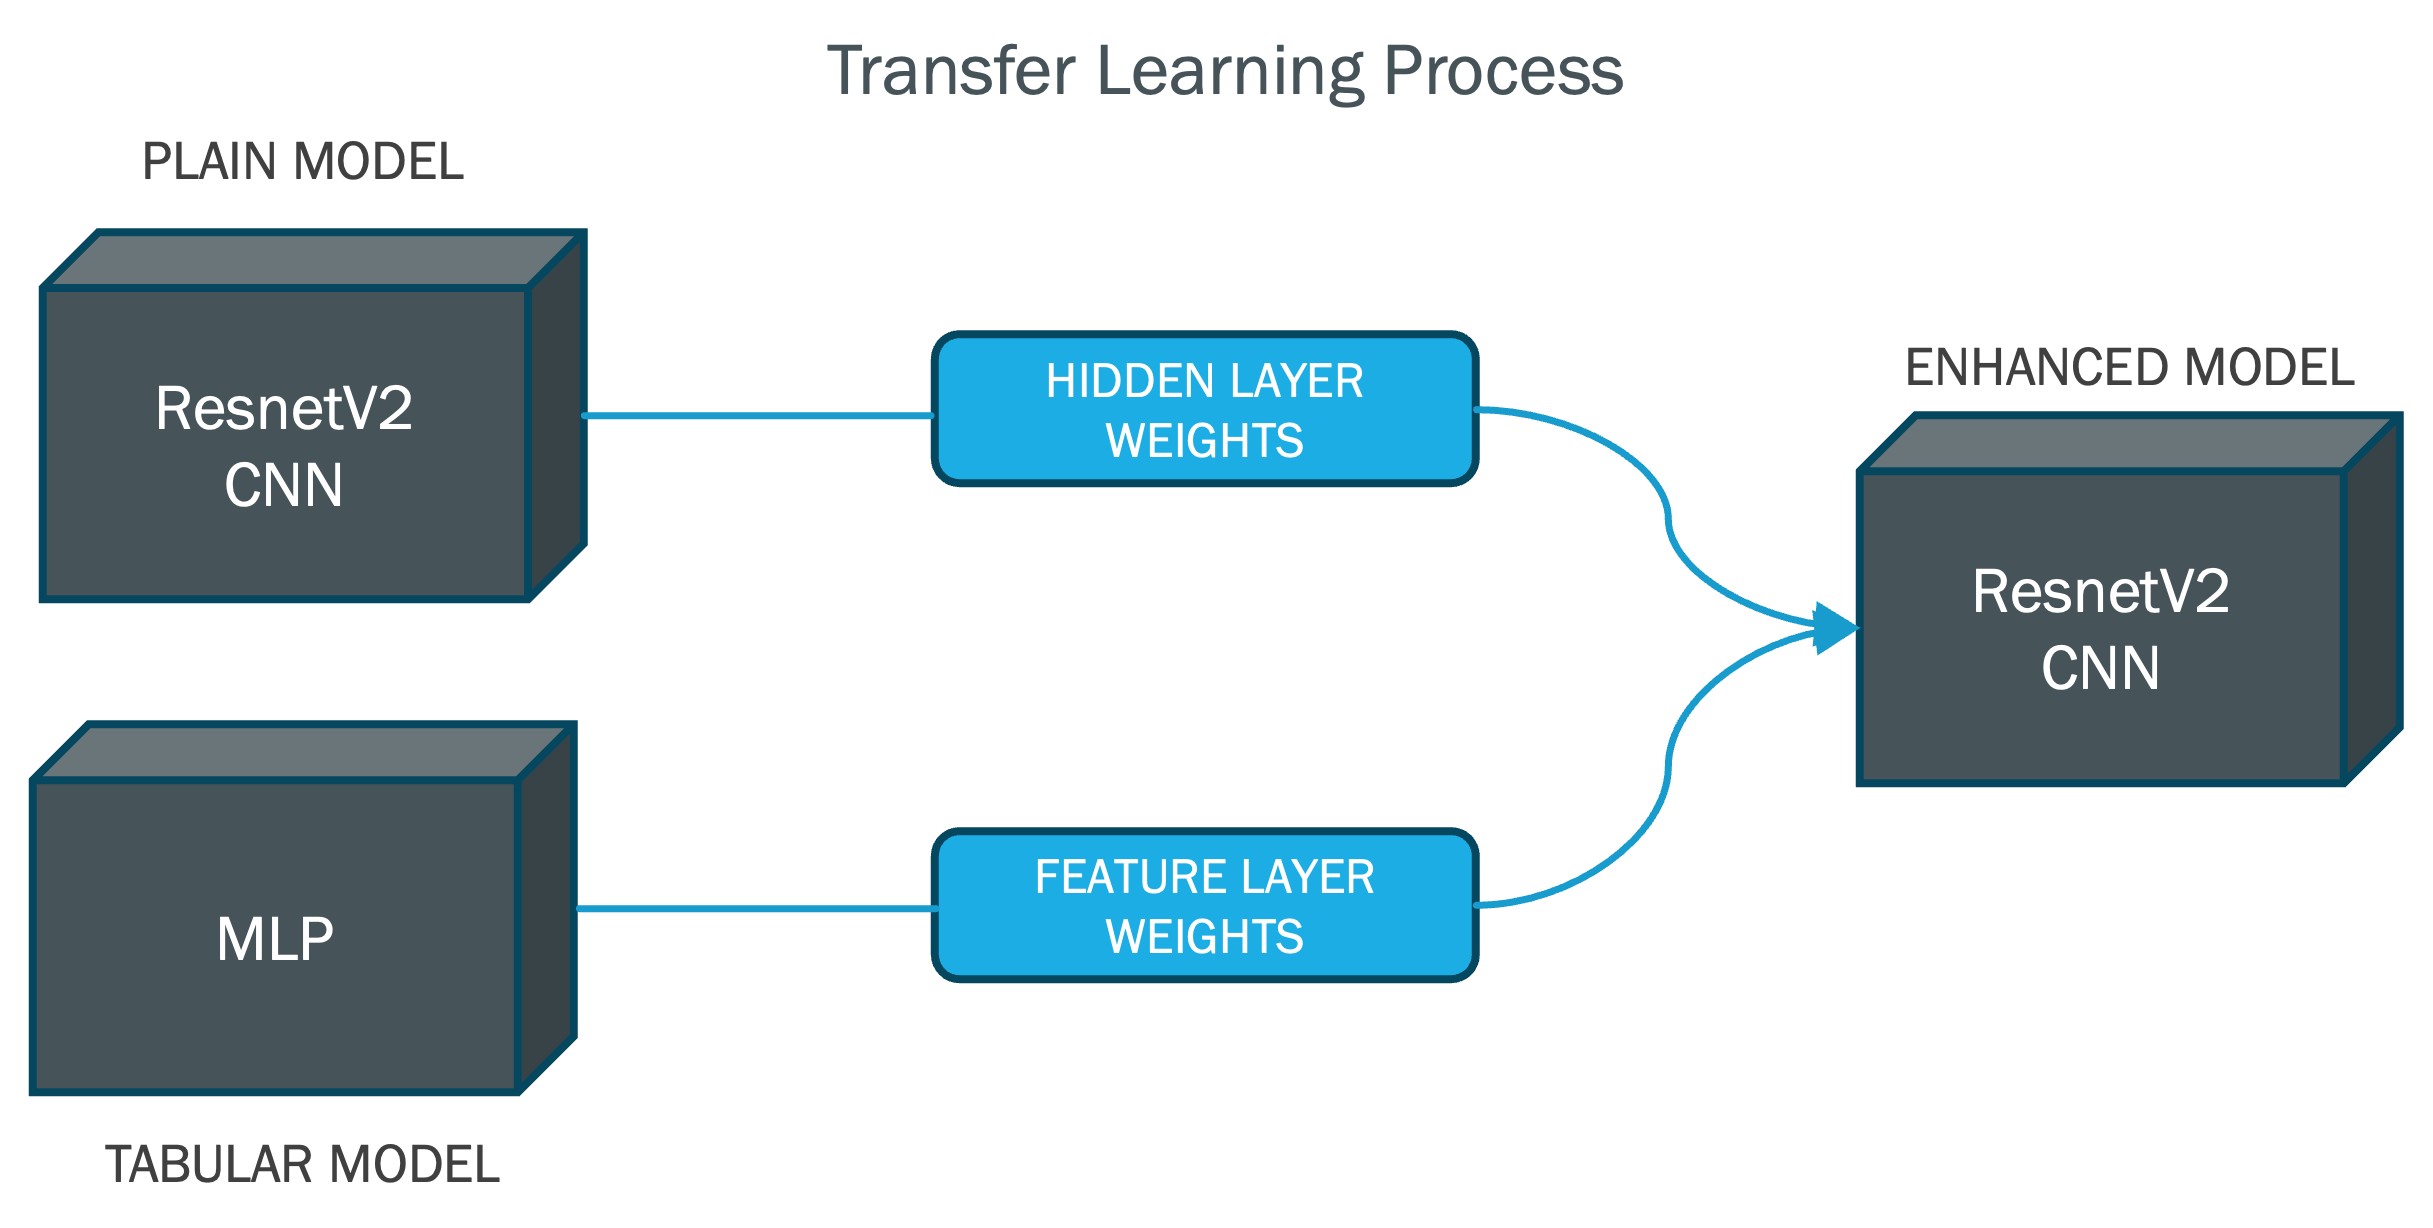 Transfer Learning Process
PLAIN MODEL
ResnetV2
CNN
HIDDEN LAYER
WEIGHTS
ENHANCED MODEL
ResnetV2
CNN
MLP
FEATURE LAYER
WEIGHTS
TABULAR MODEL